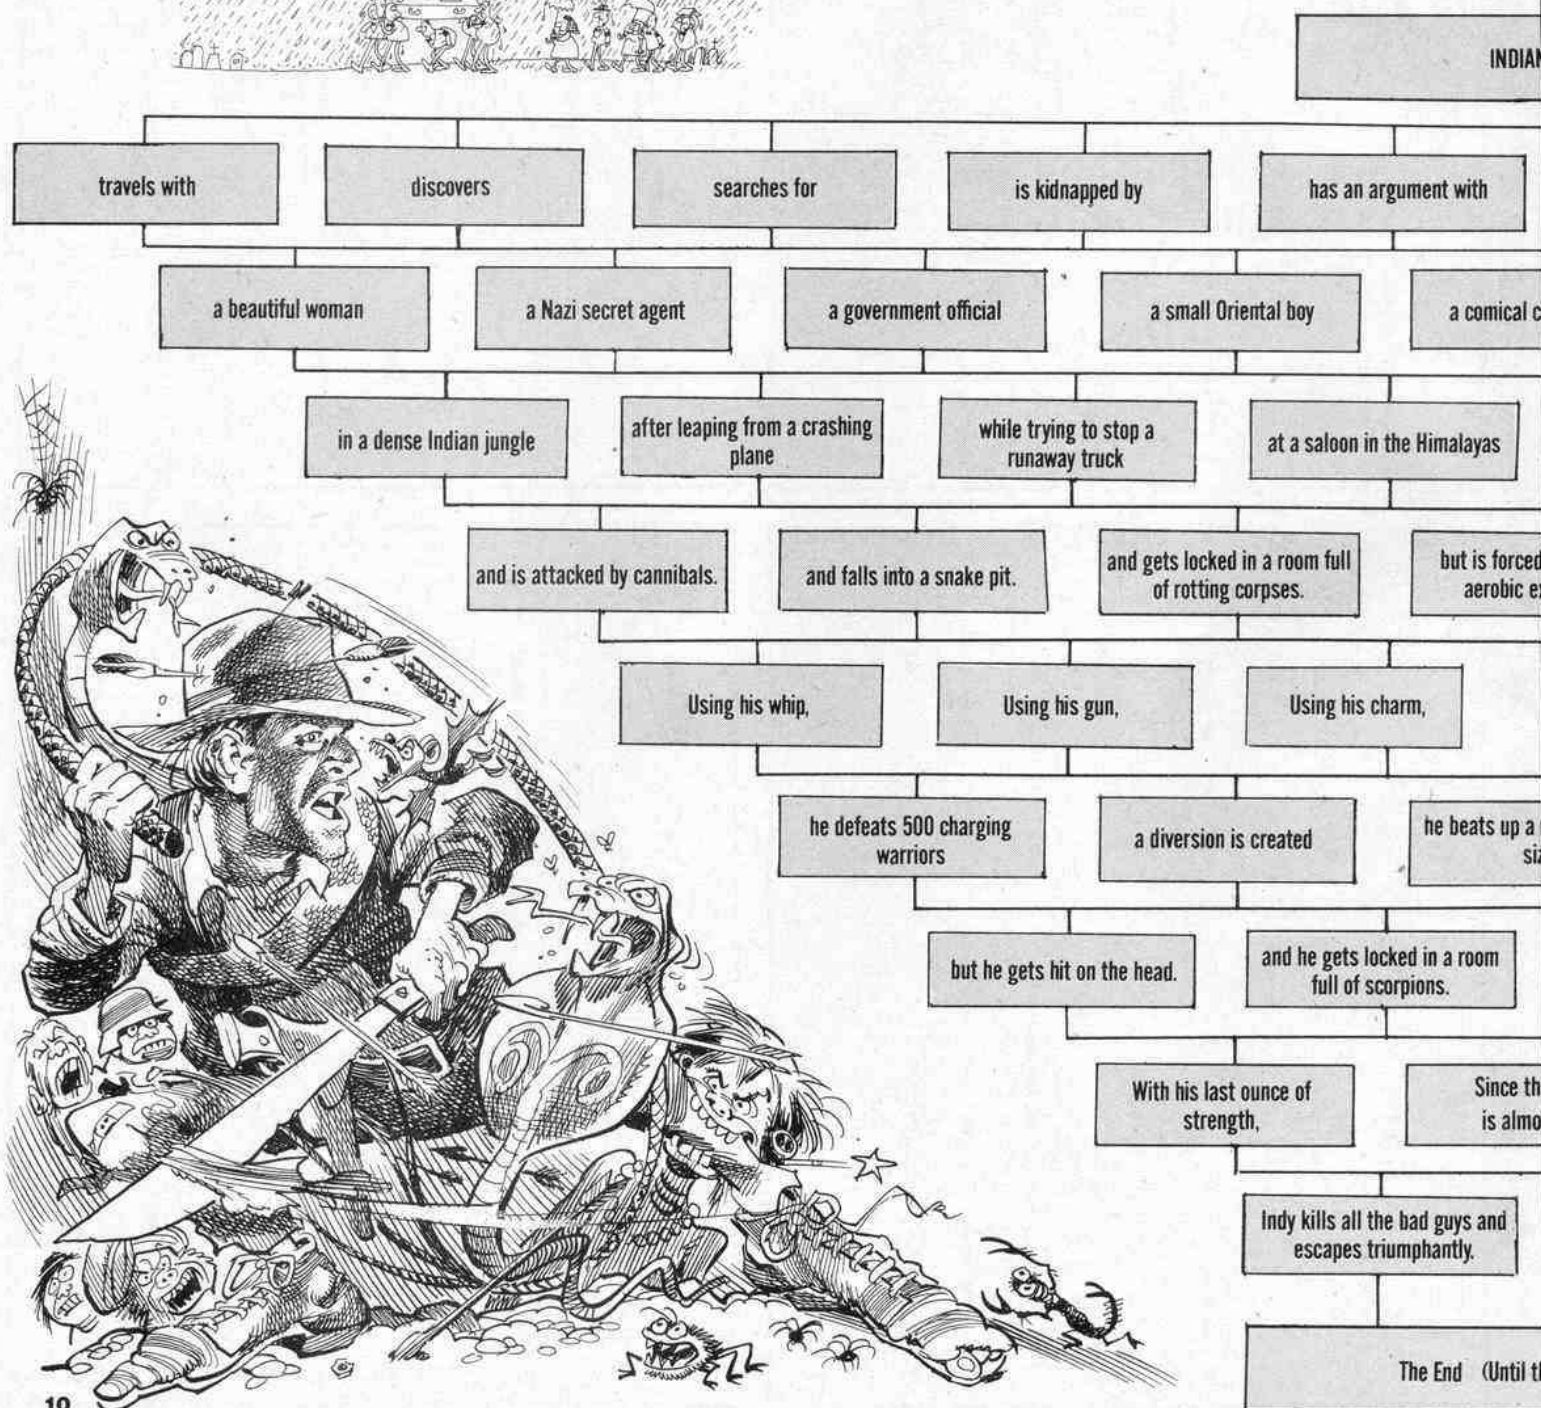 INDIAN
travels with
discovers
searches for
is kidnapped by
has an argument with
a beautiful woman
a Nazi secret agent
a government official
a small Oriental boy
a comical c
in a dense Indian jungle
after leaping from a crashing
plane
while trying to stop a
runaway truck
at a saloon in the Himalayas
and is attacked by cannibals.
and falls into a snake pit.
and gets locked in a room full
of rotting corpses.
but is forced
aerobic ex
Using his whip,
Using his gun,
Using his charm,
he defeats 500 charging
warriors
a diversion is created
he beats up a
siz
but he gets hit on the head.
and he gets locked in a room
full of scorpions.
With his last ounce of
strength,
Since th
is almo
Indy kills all the bad guys and
escapes triumphantly.
The End (Until th